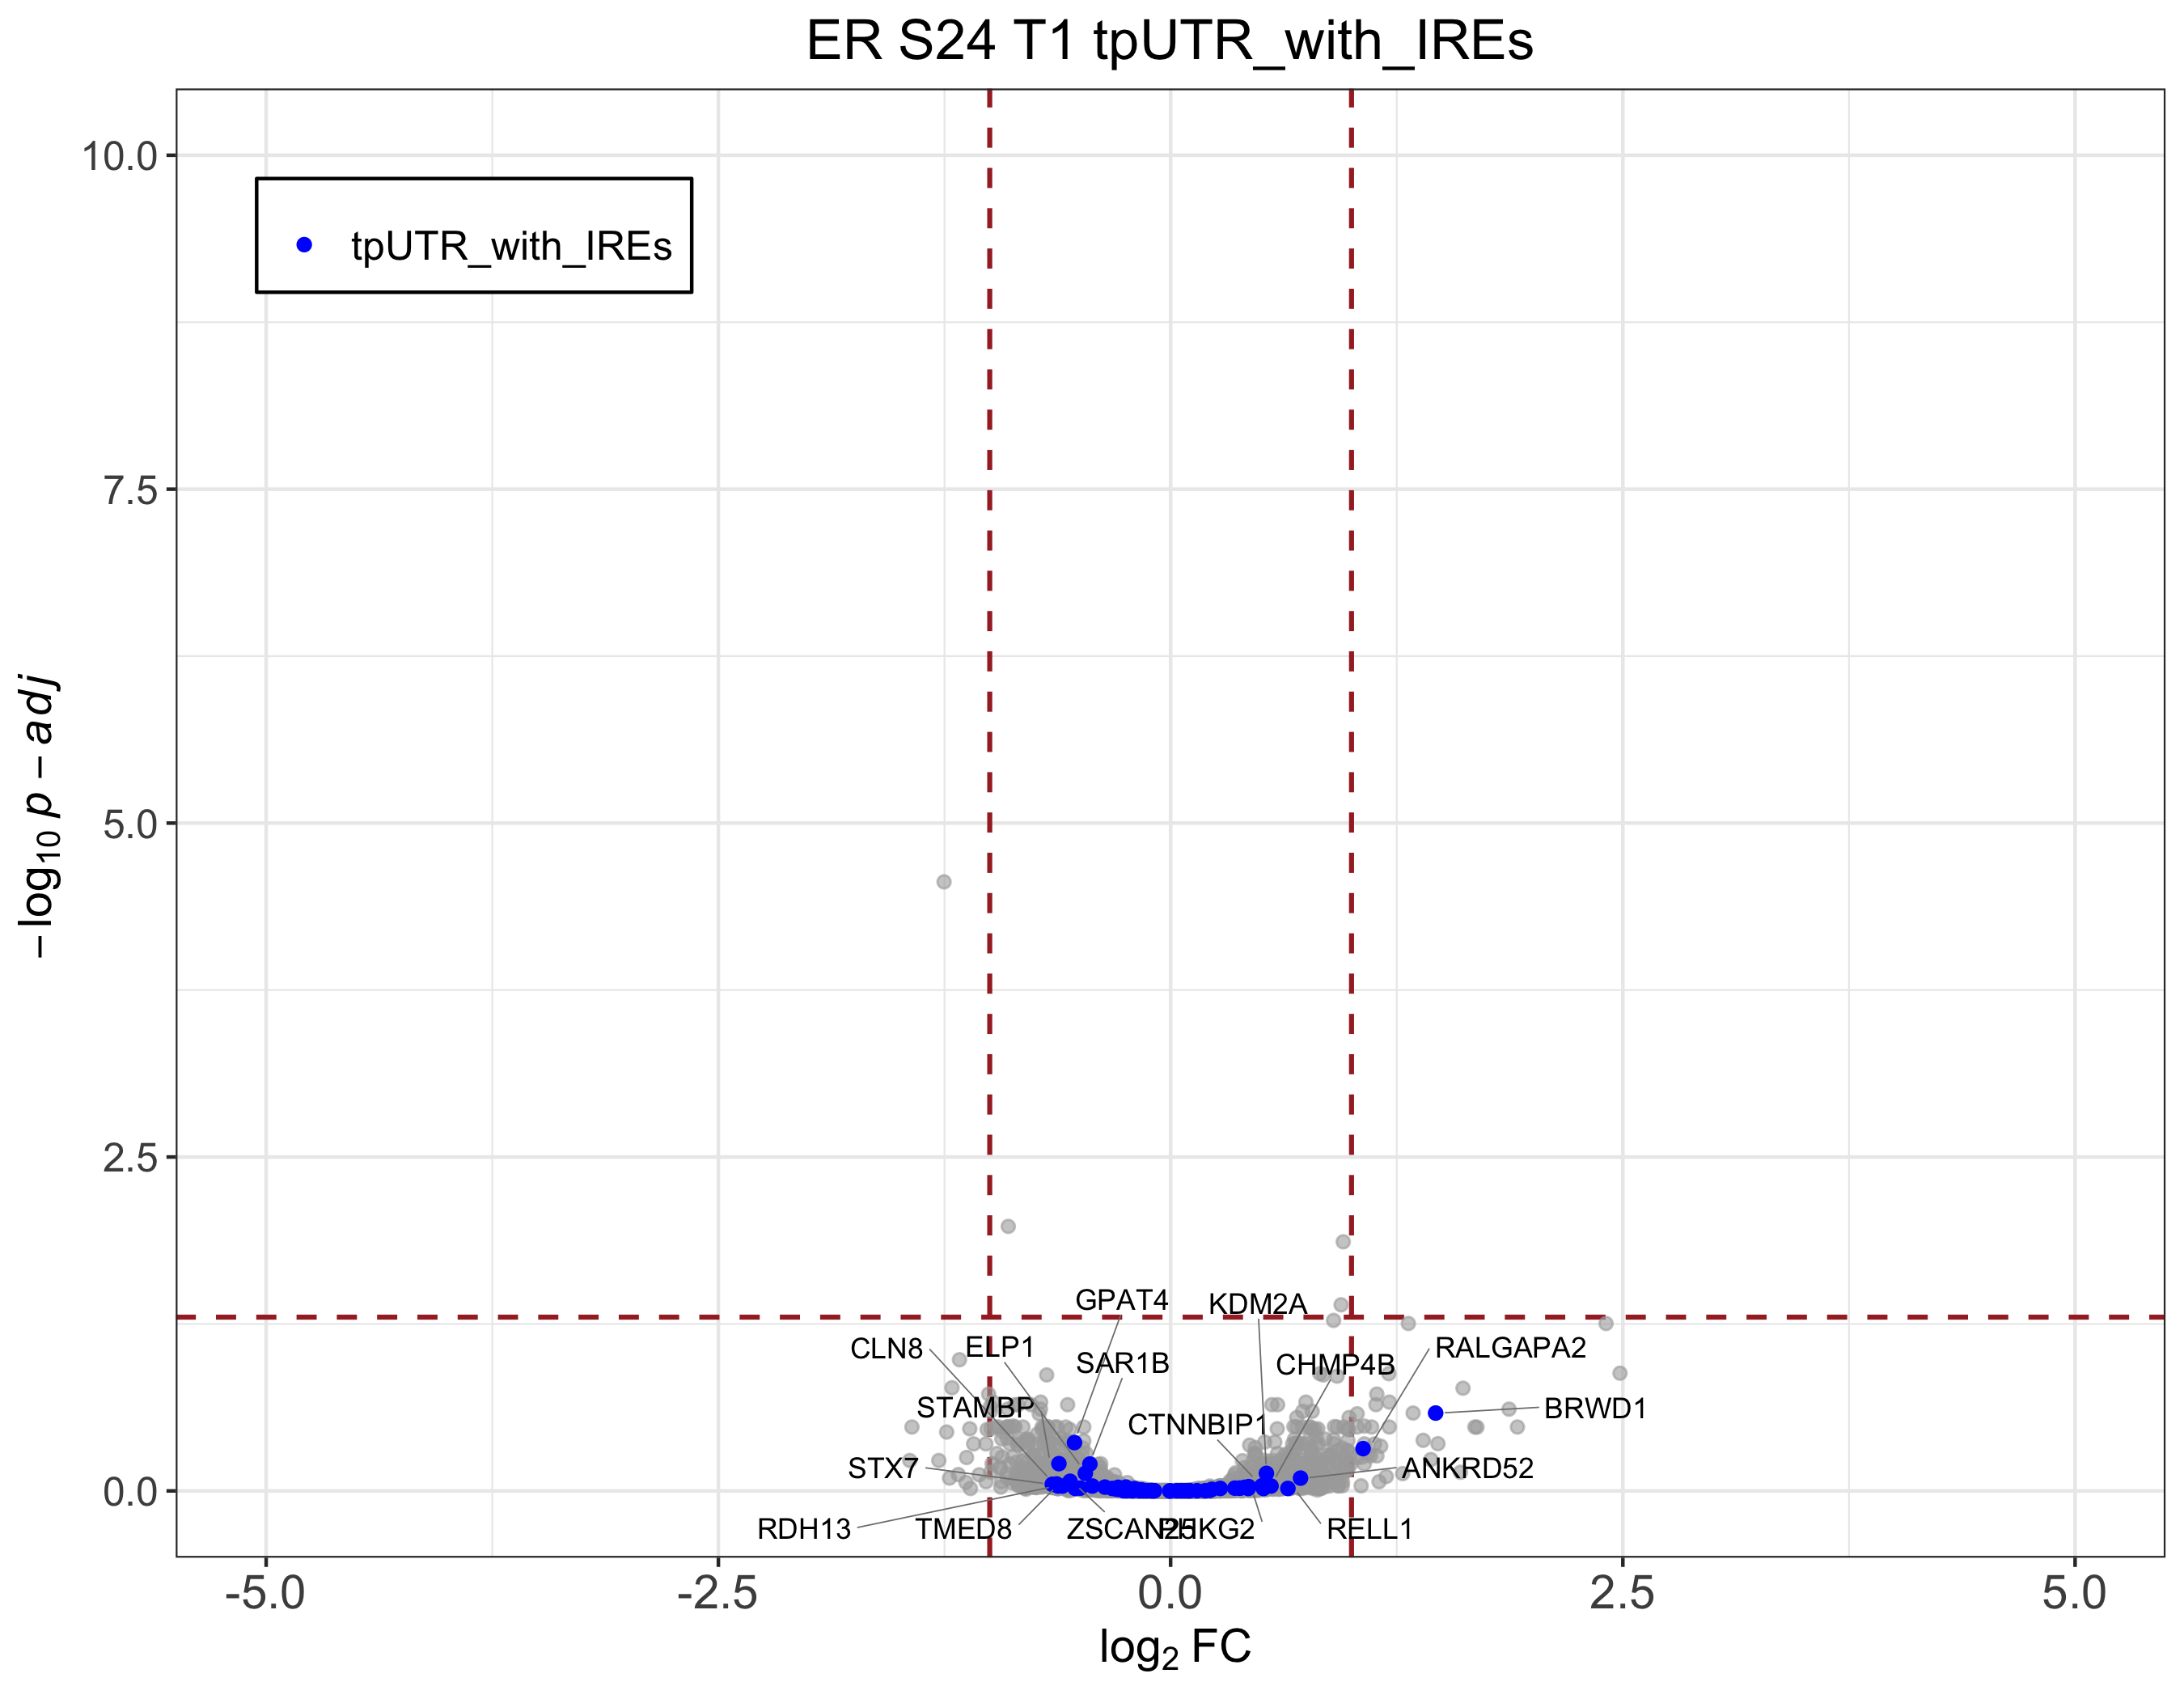 ER S24 T1 tpUTR_with_IREs
10.0
tpUTR_with_IREs
7.5
5.0
2.5
0.0
−log10 p − adj
GPAT4
KDM2A
CLN8
ELP1
SAR1B
CHMP4B
RALGAPA2
STAMBP
CTNNBIP1
BRWD1
STX7
ANKRD52
RDH13
TMED8
ZSCAN25
PHKG2
RELL1
-5.0
-2.5
0.0
2.5
5.0
log2 FC